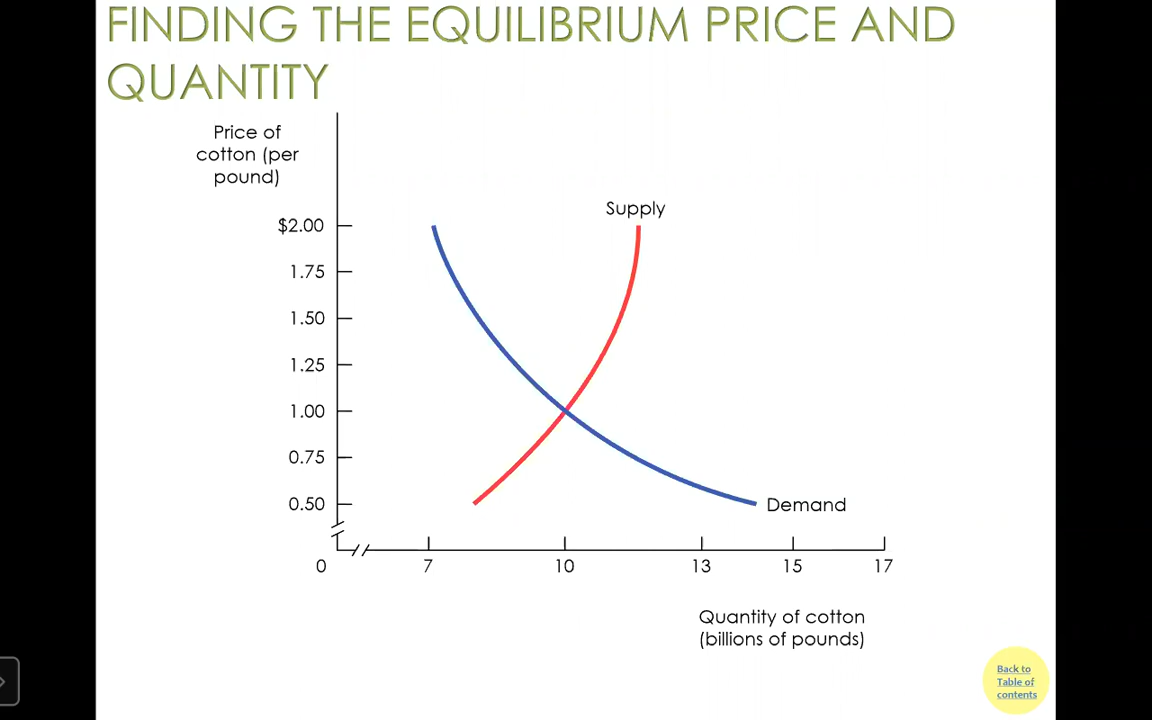 FINDING THE EQUILIBRIUM PRICE AND
QUANTITY
Price of
cotton (per
pound)
Supply
$2.00
1.75
1.50
1.25
1.00
0.75
0.50
Demand
0 7 10 13 15 17
Quantity of cotton
(billions of pounds)
Back to
Table of
contents